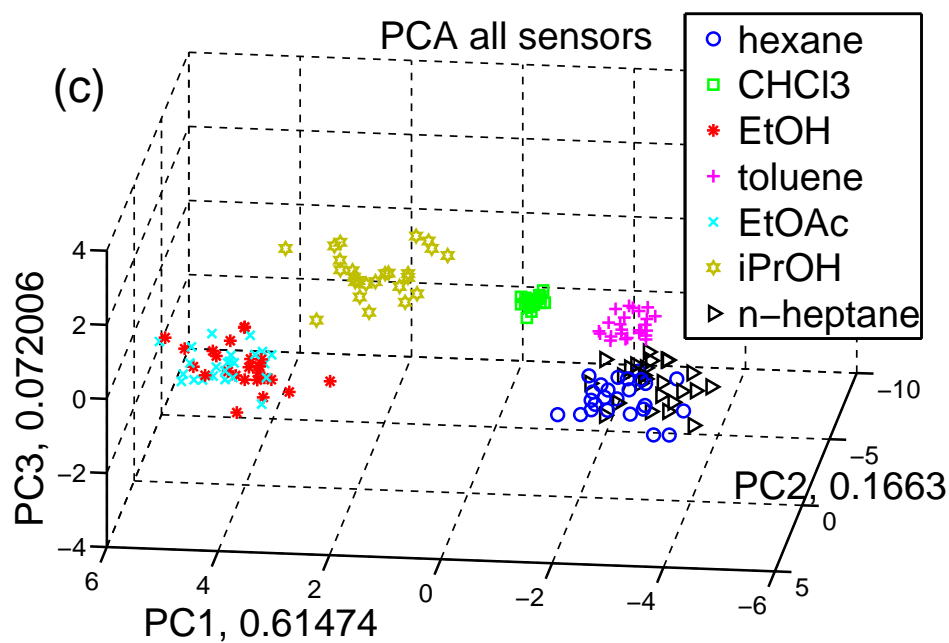 PCA all sensors
(c)
hexane
CHCl3
EtOH
toluene
EtOAc
iPrOH
n−heptane
4
2
0
−2
−4
PC3, 0.072006
6
4
2
0
−2
−4
−6
PC1, 0.61474
−10
−5
0
5
PC2, 0.1663